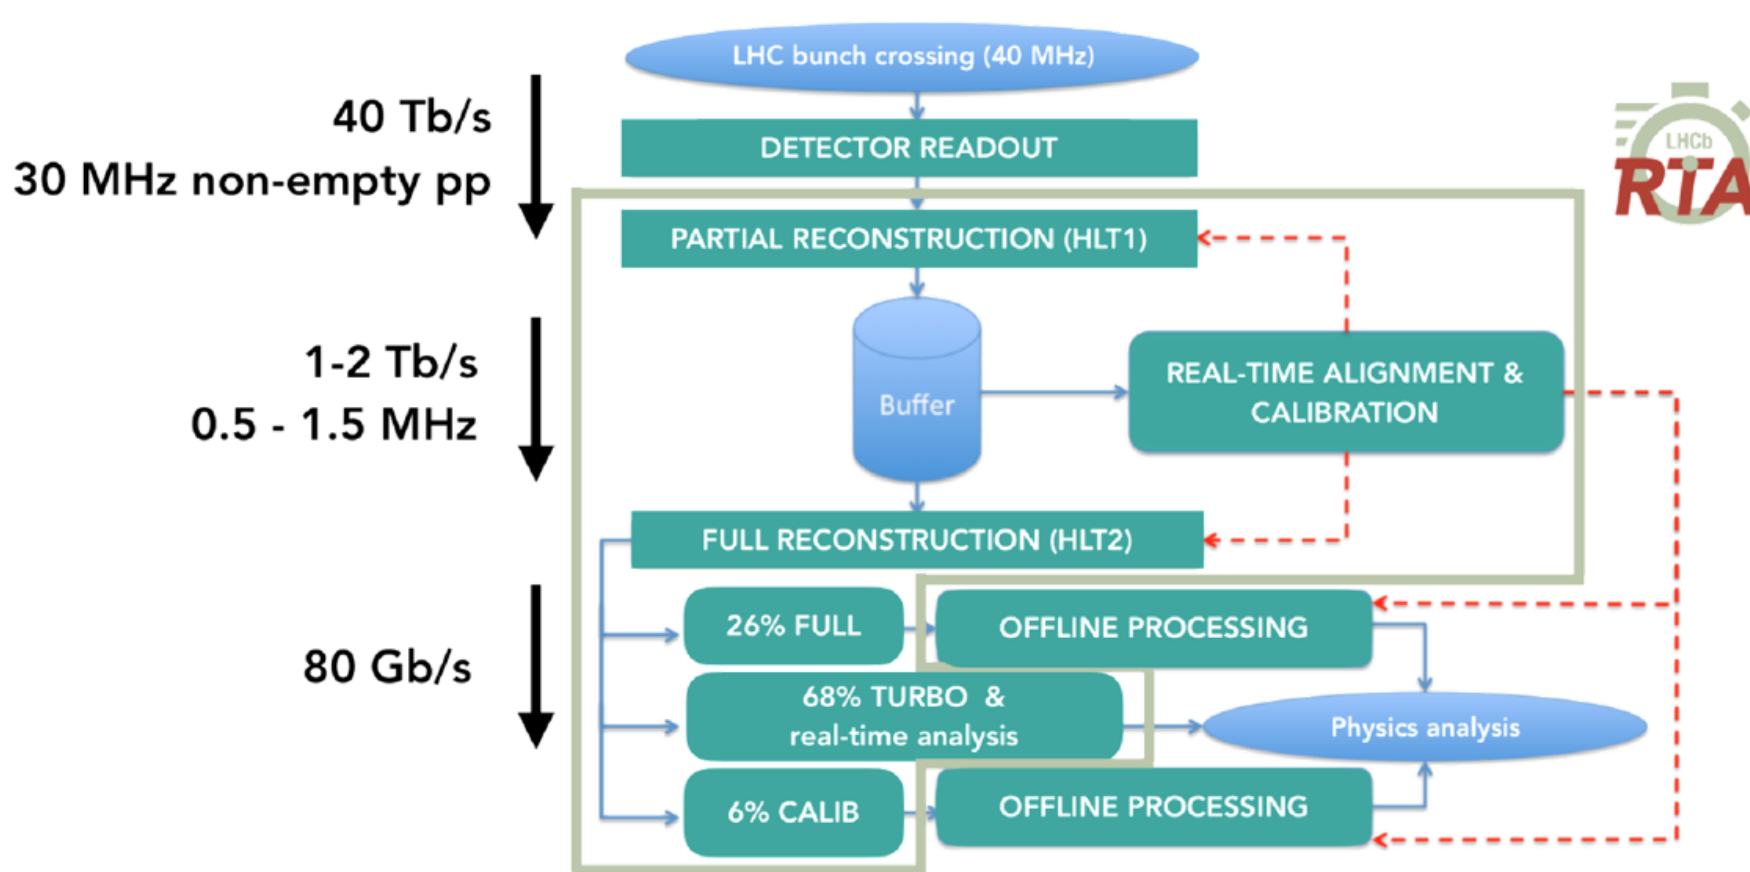 LHC bunch crossing (40 MHz)
40 Tb/s
30 MHz non-empty pp
DETECTOR READOUT
LHCb
RTA
PARTIAL RECONSTRUCTION (HLT1)
1-2 Tb/s
0.5 - 1.5 MHz
Buffer
REAL-TIME ALIGNMENT &
CALIBRATION
FULL RECONSTRUCTION (HLT2)
80 Gb/s
26% FULL
OFFLINE PROCESSING
68% TURBO &
real-time analysis
Physics analysis
6% CALIB
OFFLINE PROCESSING